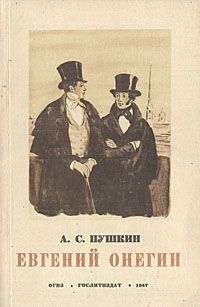 А. С. ПУШКИН
ЕВГЕНИЙ ОНЕГИН
ОГИЗ • ГОСЛИТИЗДАТ • 1947